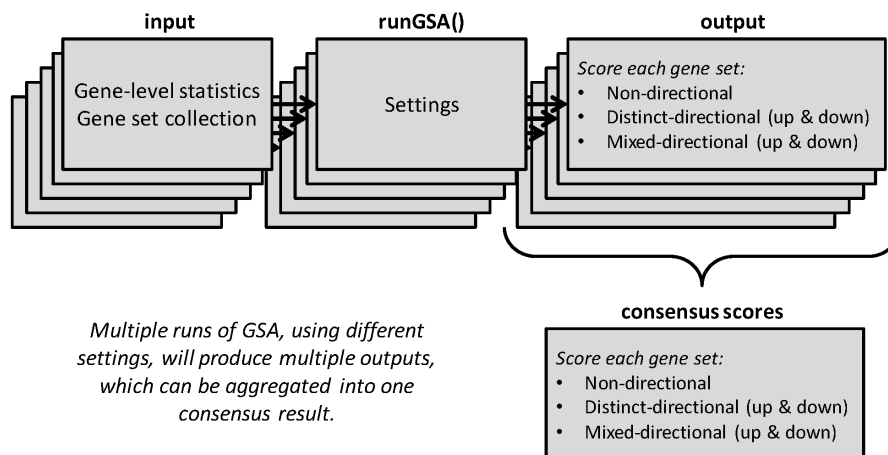 input
runGSA()
output
Gene-level statistics
Gene set collection
Settings
Score each gene set:
• Non-directional
• Distinct-directional (up & down)
• Mixed-directional (up & down)
Multiple runs of GSA, using different
settings, will produce multiple outputs,
which can be aggregated into one
consensus result.
consensus scores
Score each gene set:
• Non-directional
• Distinct-directional (up & down)
• Mixed-directional (up & down)